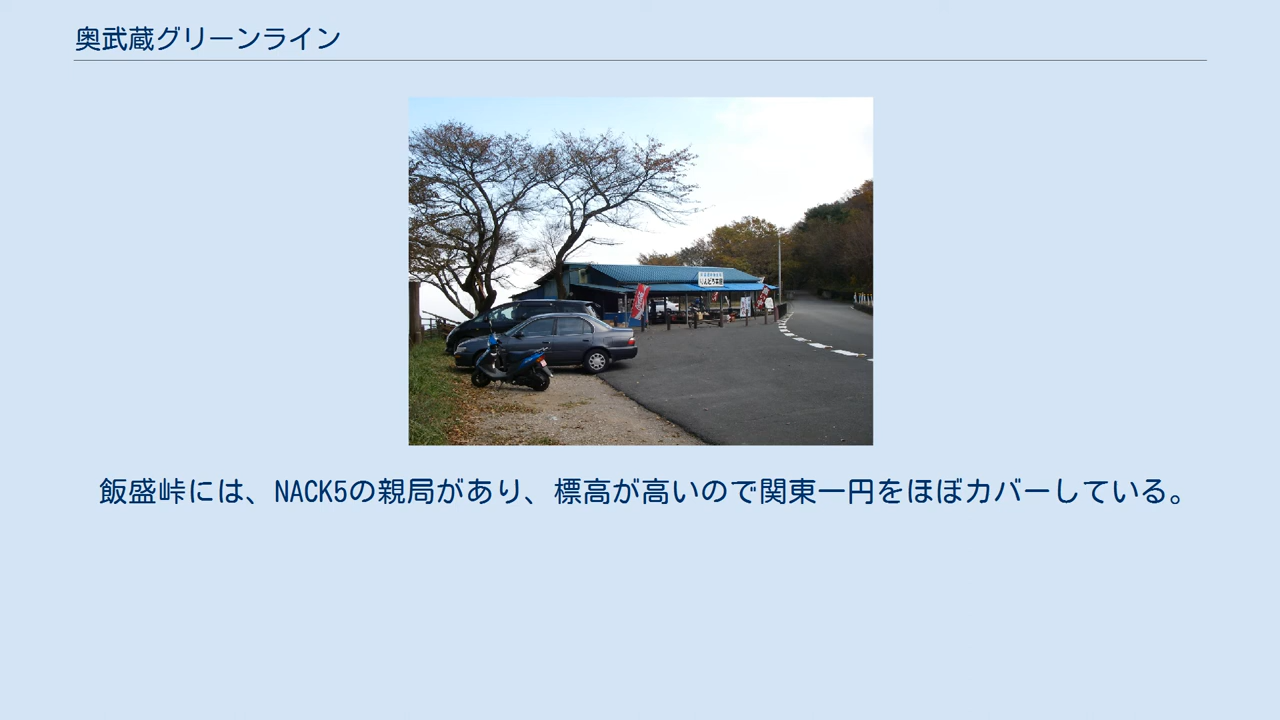 奥武蔵グリーンライン
飯盛峠には、NACK5の親局があり、標高が高いので関東一円をほぼカバーしている。